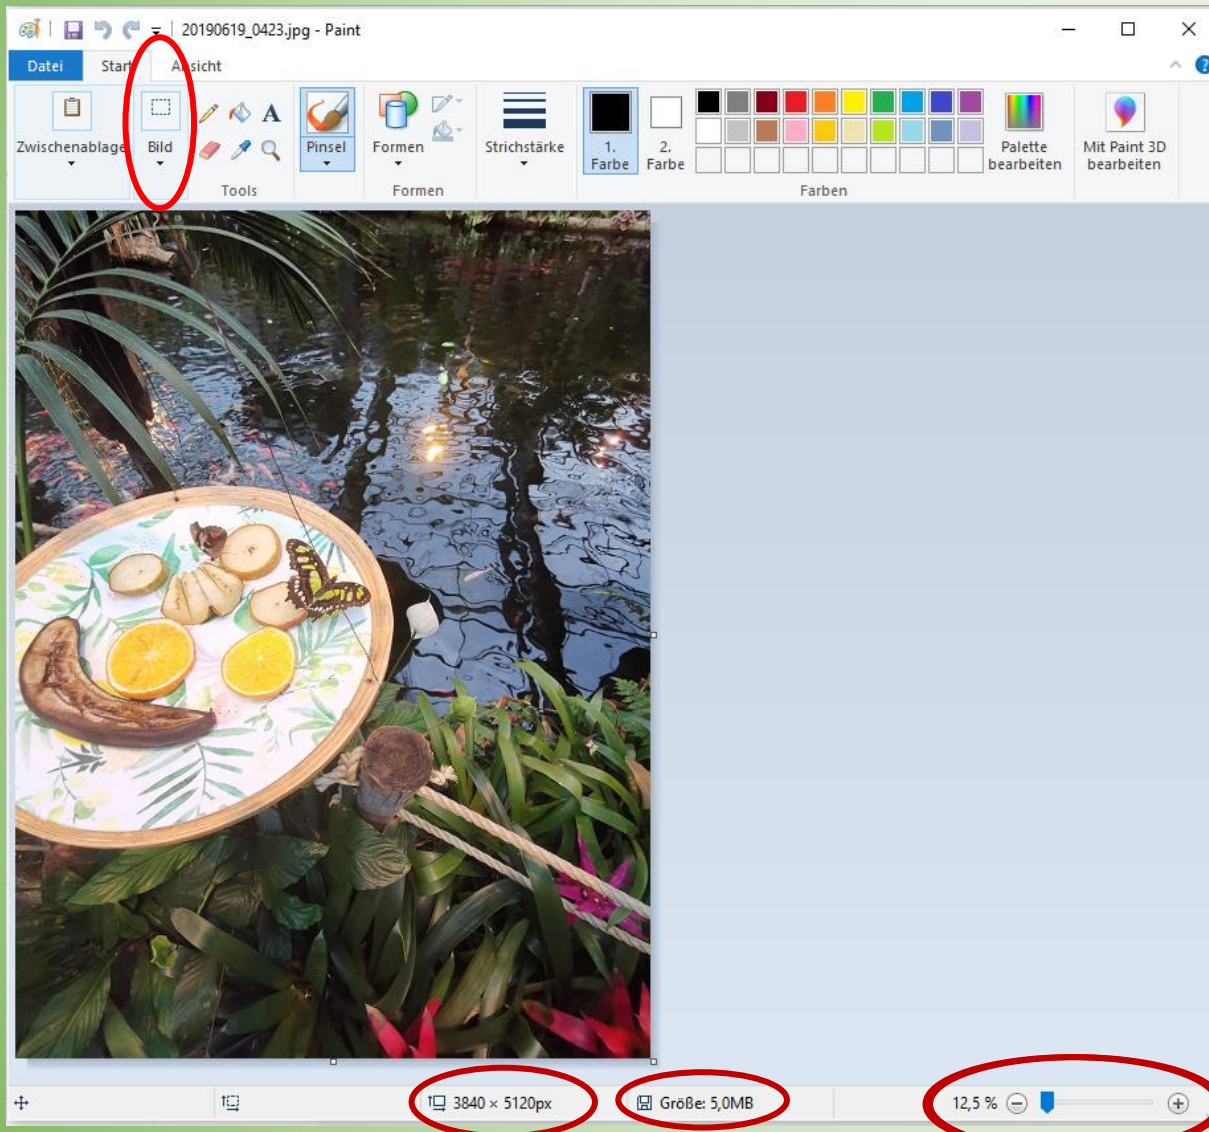 20190619_0423.jpg - Paint
Datei Start Ansicht
Zwischenablage
Bild
A
Tools
Pinsel
Formen
Formen
Strichstärke
1.
Farbe
2.
Farbe
Palette
bearbeiten
Farben
Mit Paint 3D
bearbeiten
3840 × 5120px
Größe: 5,0MB
12,5 %